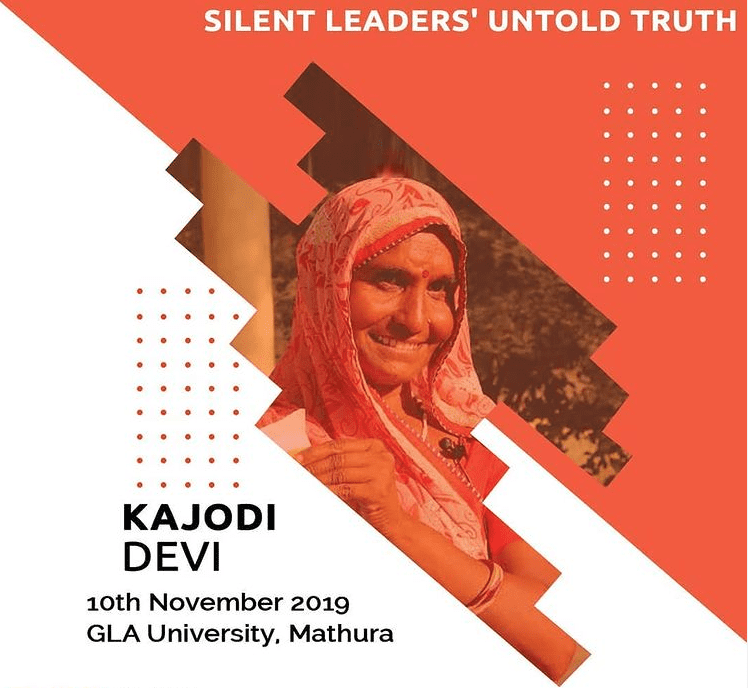 SILENT LEADERS' UNTOLD TRUTH
KAJODI
DEVI
10th November 2019
GLA University, Mathura